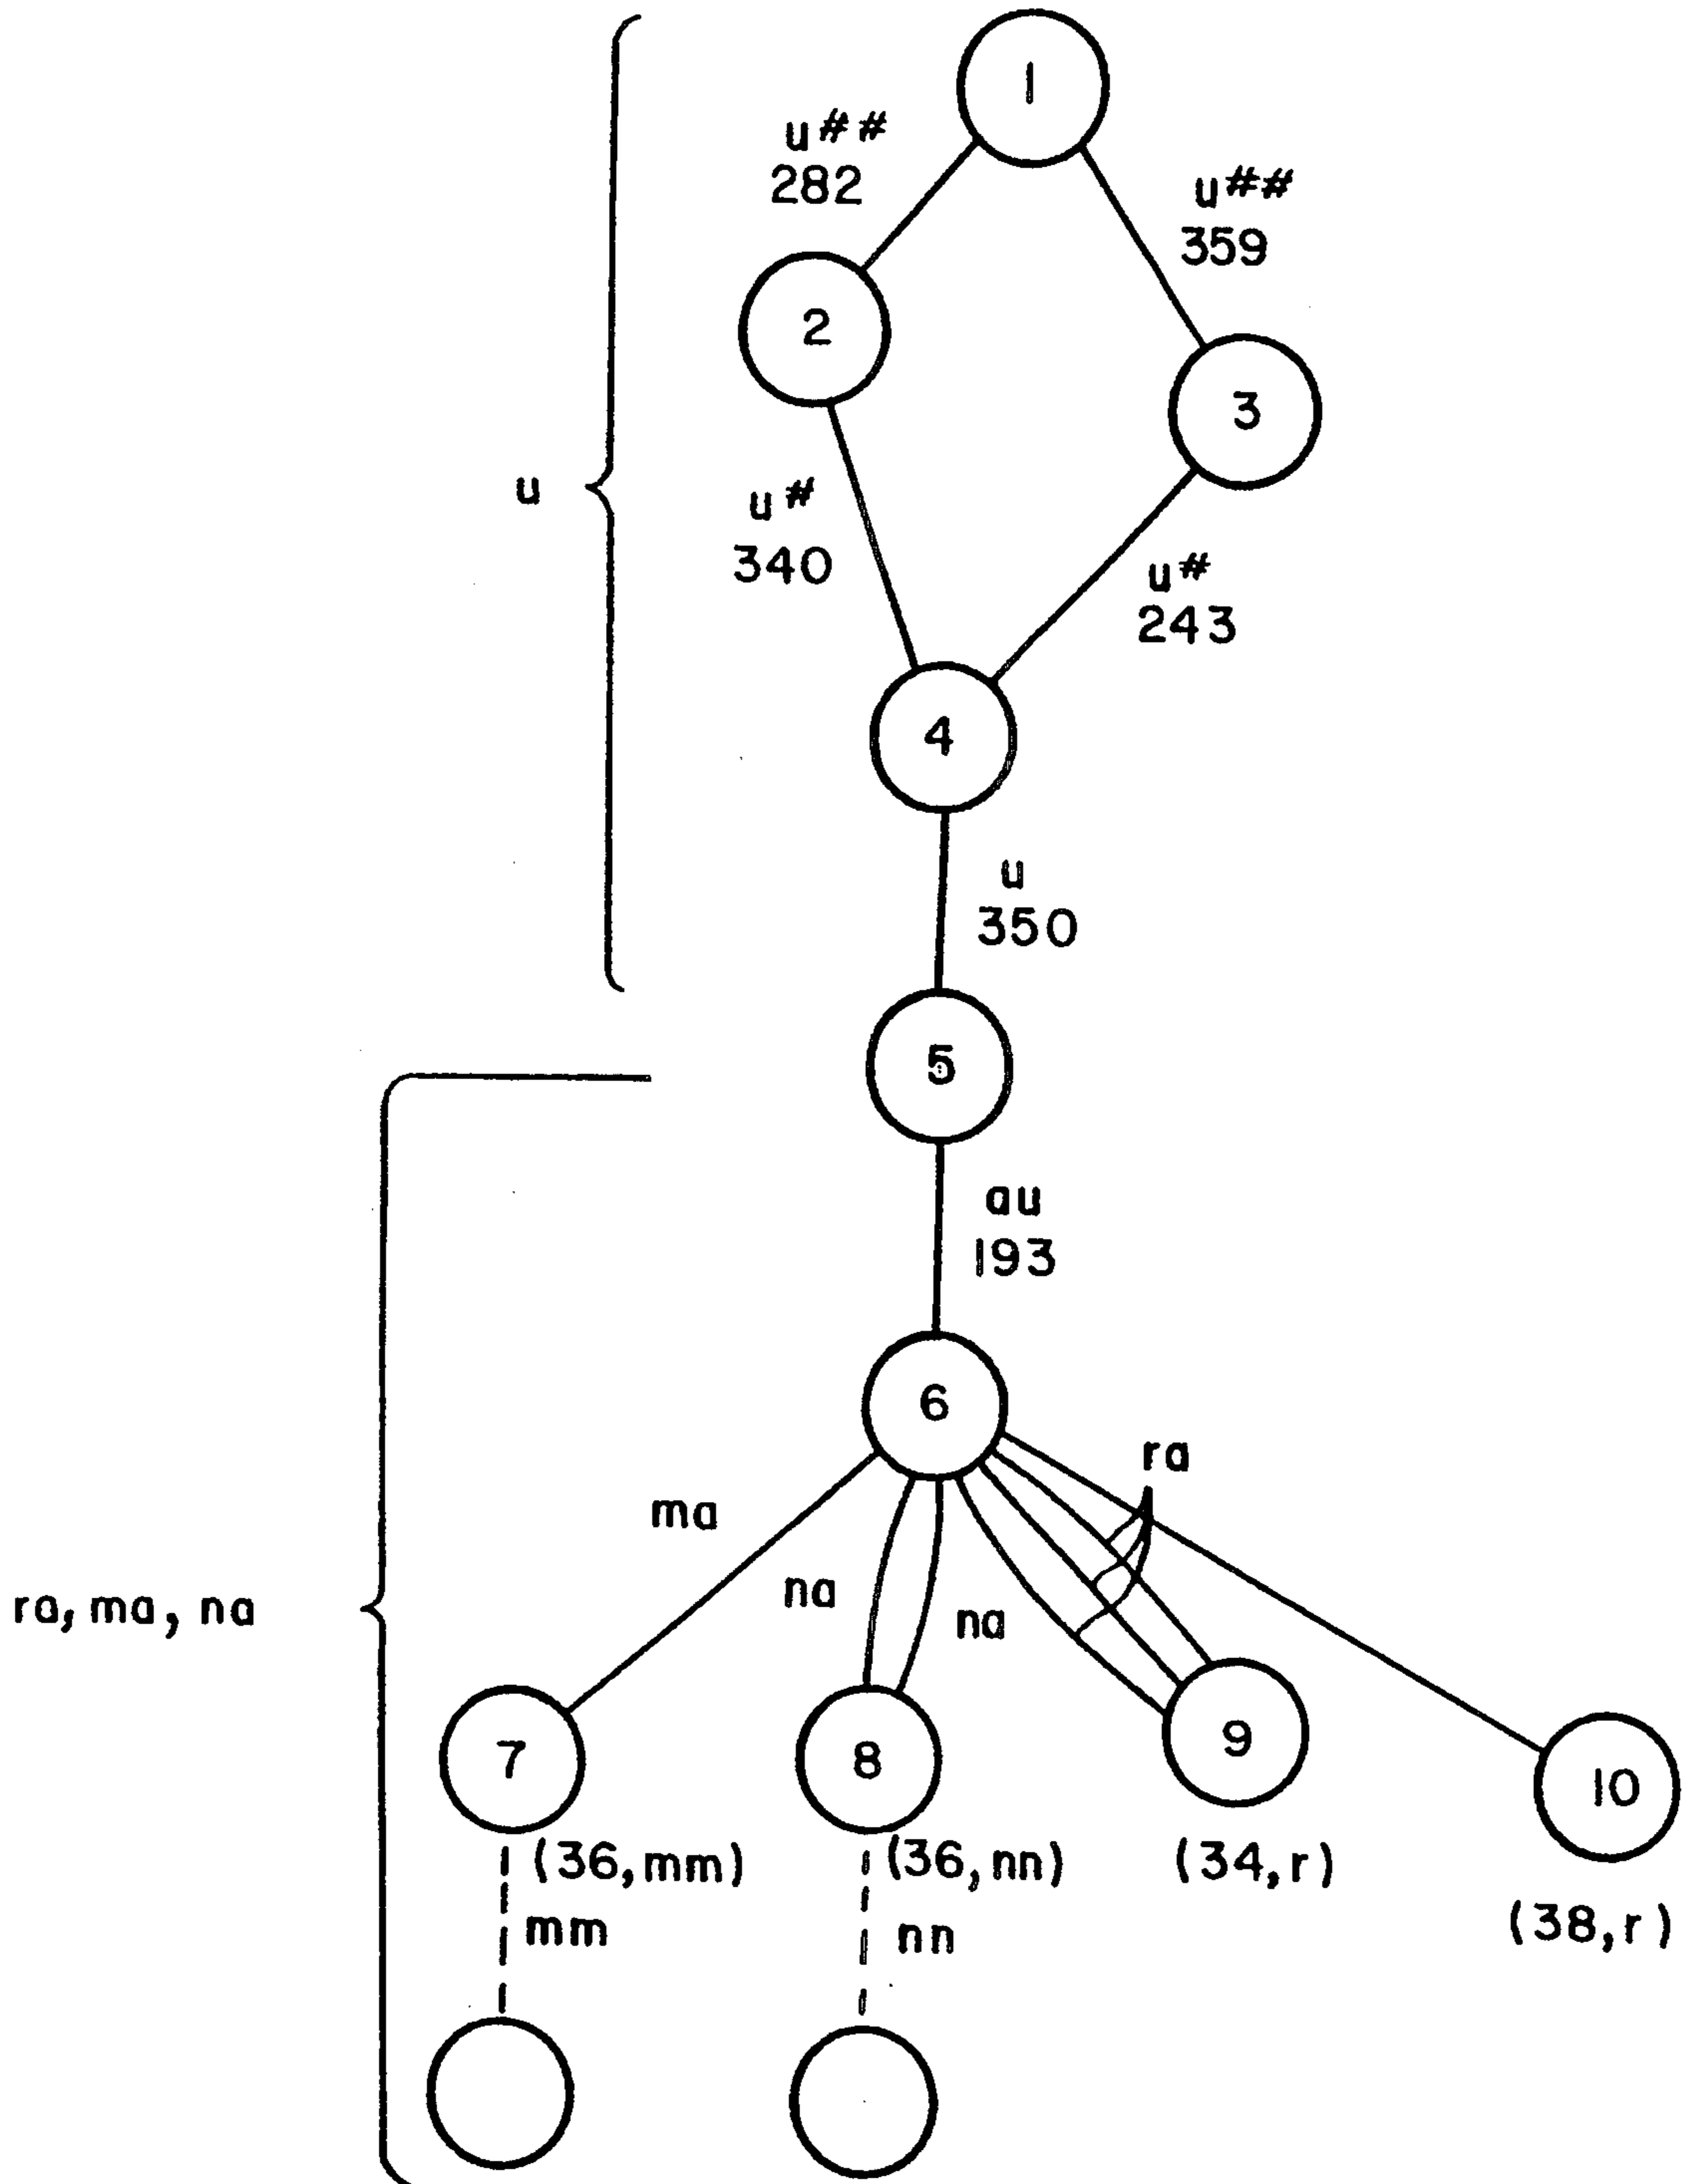 1
u##
282
u##
359
2
3
u
u#
340
u#
243
4
u
350
5
au
193
6
ra
ma
na
na
ra, ma, na
7
8
9
10
(36, mm)
(36, nn)
(34, r)
(38, r)
mm
nn